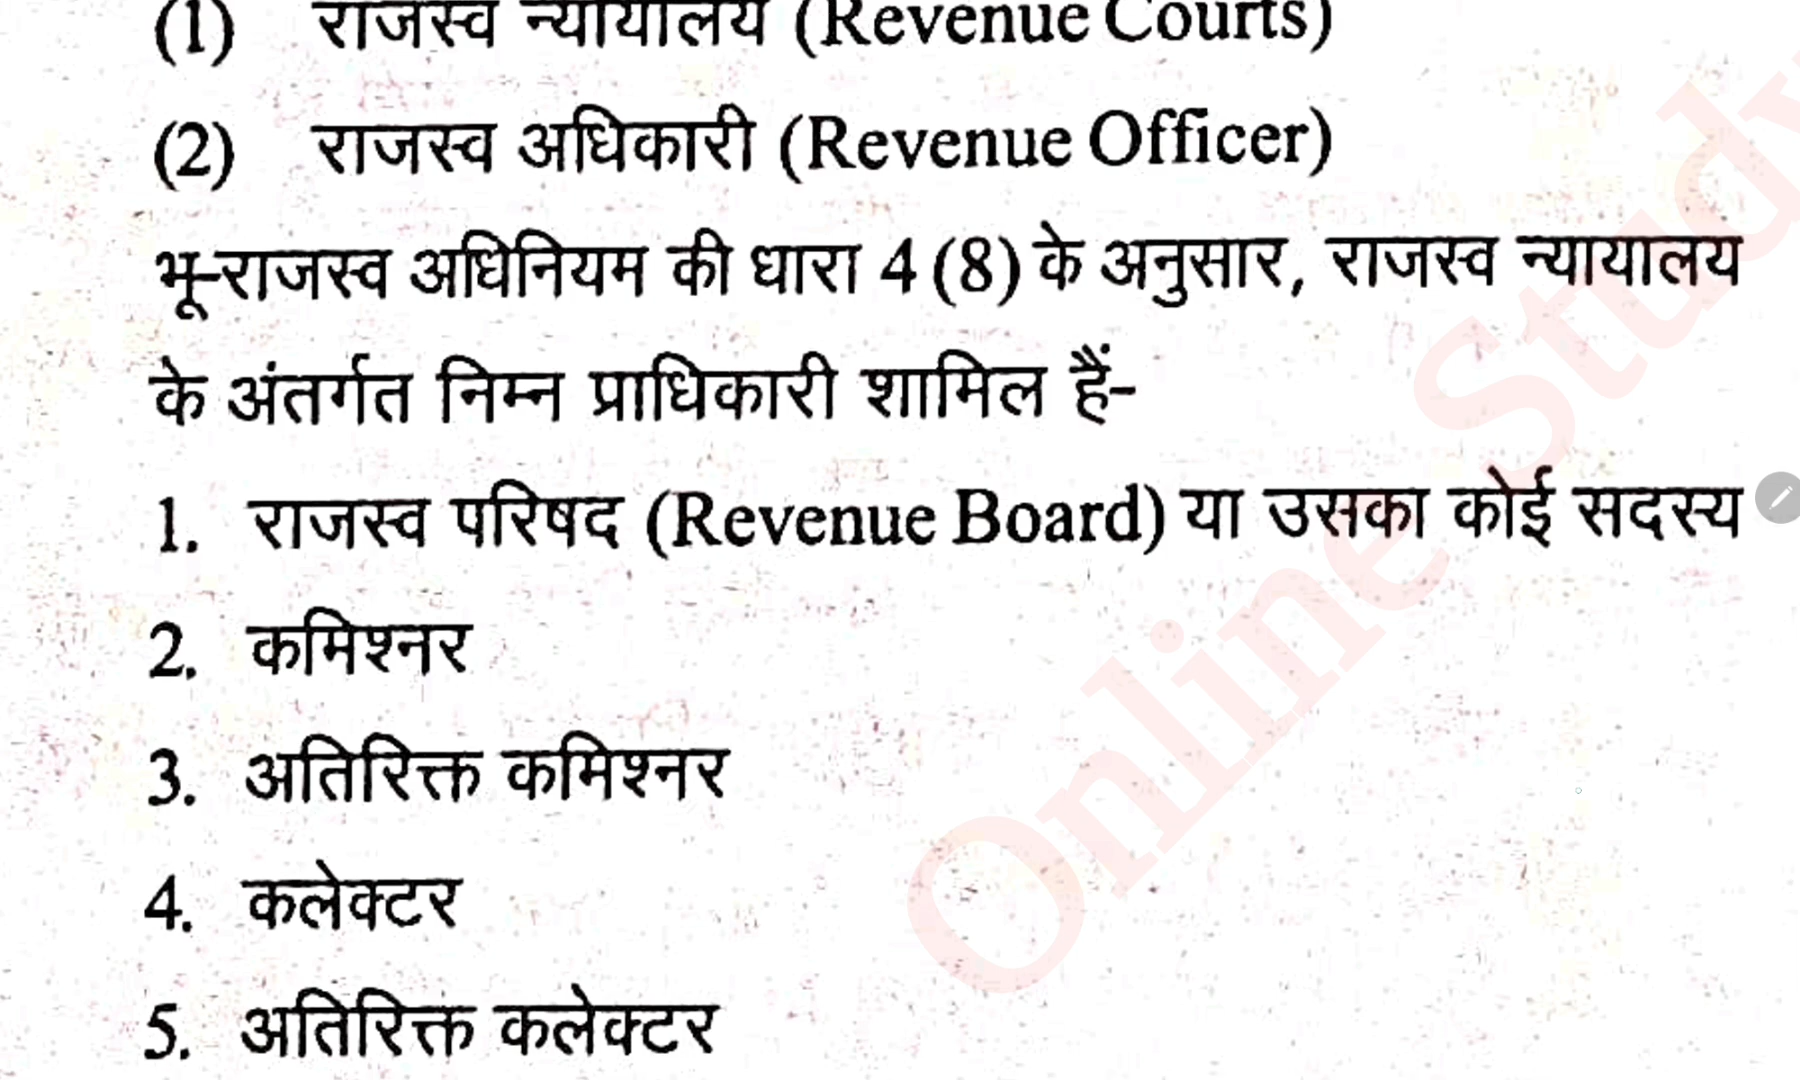 (1) राजस्व न्यायालय (Revenue Courts)
(2) राजस्व अधिकारी (Revenue Officer)
भू-राजस्व अधिनियम की धारा 4 (8) के अनुसार, राजस्व न्यायालय
के अंतर्गत निम्न प्राधिकारी शामिल हैं-
1. राजस्व परिषद (Revenue Board) या उसका कोई सदस्य
2. कमिश्नर
3. अतिरिक्त कमिश्नर
4. कलेक्टर
5. अतिरिक्त कलेक्टर
Online Study